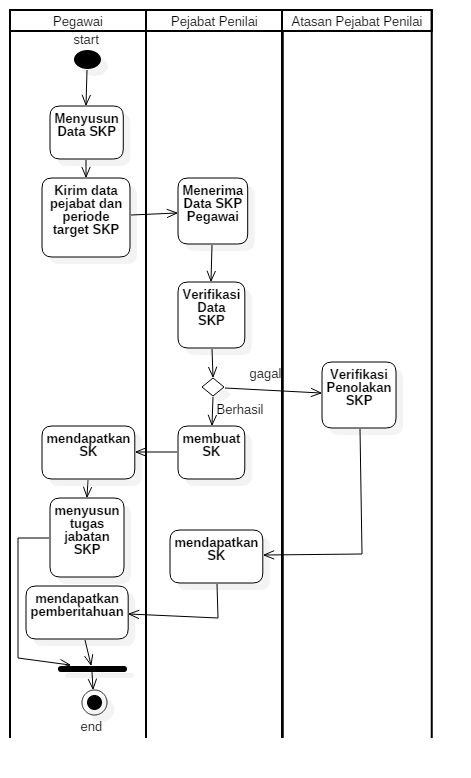 Pegawai
Pejabat Penilai
Atasan Pejabat Penilai
start
Menyusun
Data SKP
Kirim data
pejabat dan
periode
target SKP
Menerima
Data SKP
Pegawai
Verifikasi
Data
SKP
gagal
Verifikasi
Penolakan
SKP
Berhasil
mendapatkan
SK
membuat
SK
menyusun
tugas
jabatan
SKP
mendapatkan
SK
mendapatkan
pemberitahuan
end